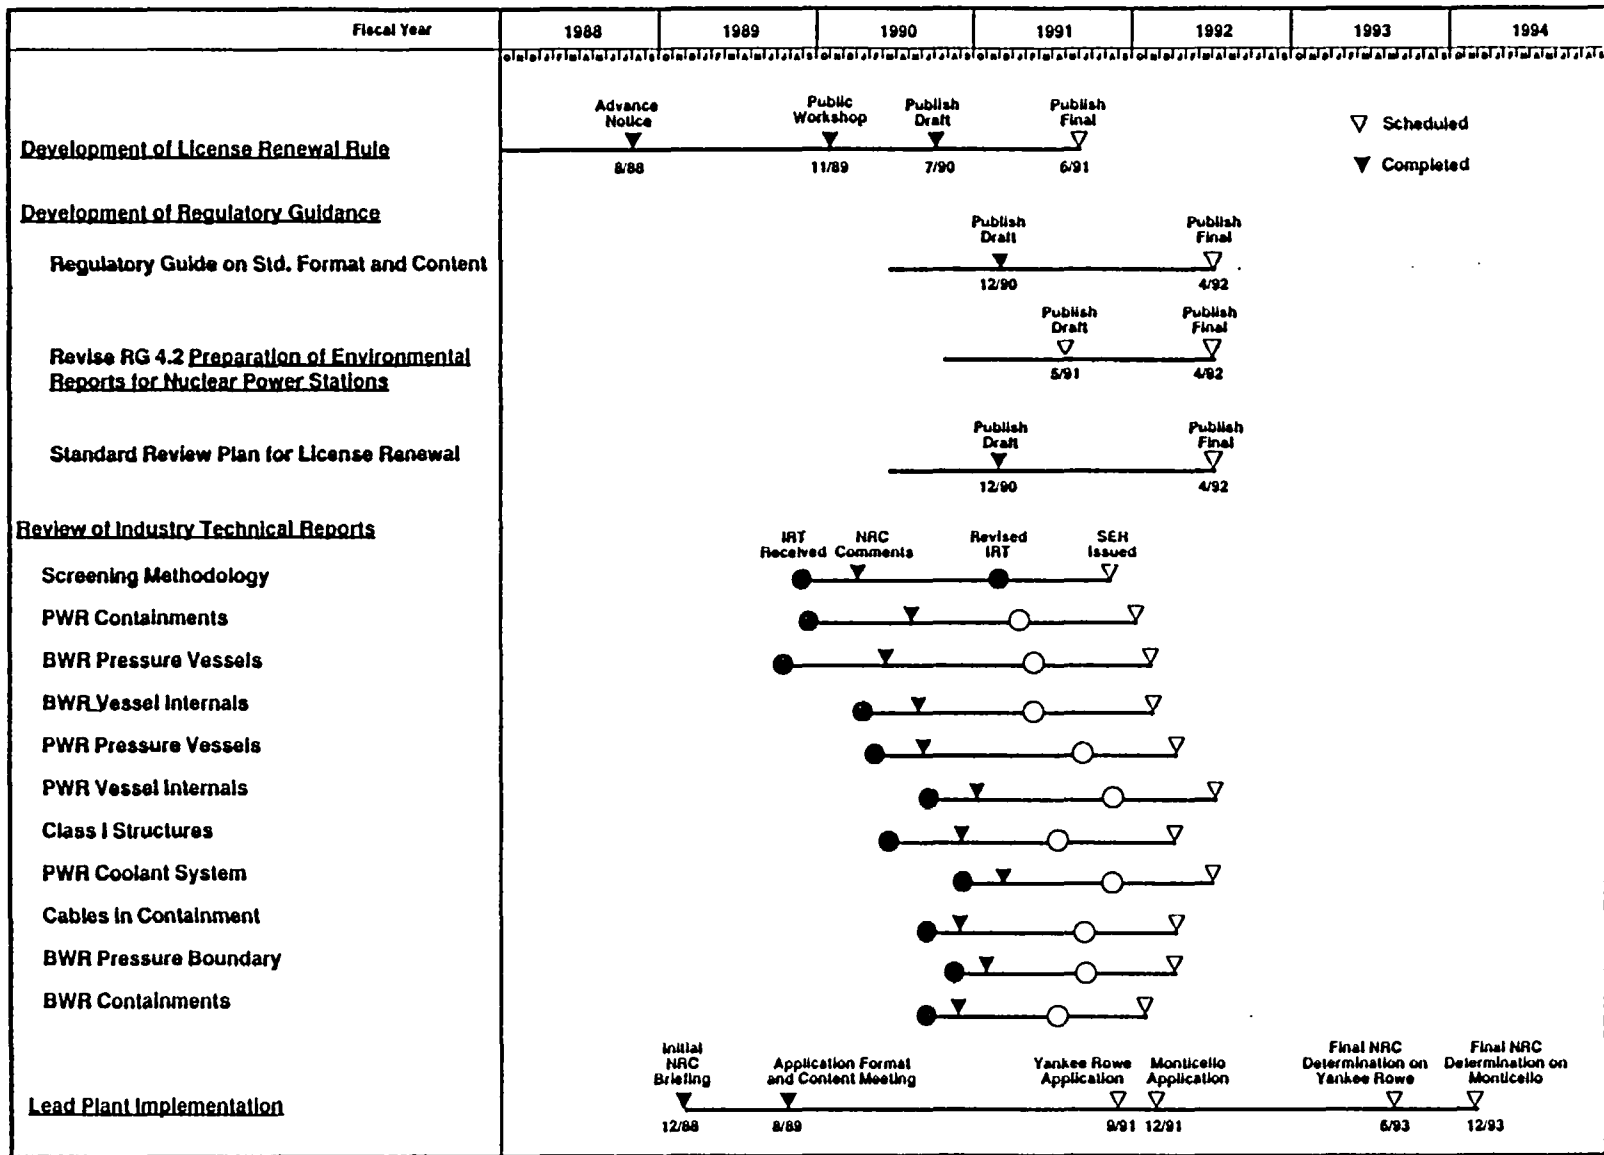 Fiscal Year 1988 1989 1990 1991 1992 1993 1994
O N D J F M A M J J A S O N D J F M A M J J A S O N D J F M A M J J A S O N D J F M A M J J A S O N D J F M A M J J A S O N D J F M A M J J A S O N D J F M A M J J A S
Advance Notice
Public Workshop
Publish Draft
Publish Final
Scheduled
Completed
Development of License Renewal Rule
8/88 11/89 7/90 6/91
Development of Regulatory Guidance
Publish Draft
Publish Final
Regulatory Guide on Std. Format and Content
12/90 4/92
Publish Draft
Publish Final
Revise RG 4.2 Preparation of Environmental
Reports for Nuclear Power Stations
5/91 4/92
Publish Draft
Publish Final
Standard Review Plan for License Renewal
12/90 4/92
Review of Industry Technical Reports
IRT Received
NRC Comments
Revised IRT
SER Issued
Screening Methodology
PWR Containments
BWR Pressure Vessels
BWR Vessel Internals
PWR Pressure Vessels
PWR Vessel Internals
Class I Structures
PWR Coolant System
Cables in Containment
BWR Pressure Boundary
BWR Containments
Initial NRC Briefing
Application Format and Content Meeting
Yankee Rowe Application
Monticello Application
Final NRC Determination on Yankee Rowe
Final NRC Determination on Monticello
Lead Plant Implementation
12/88 8/89 9/91 12/91 6/93 12/93